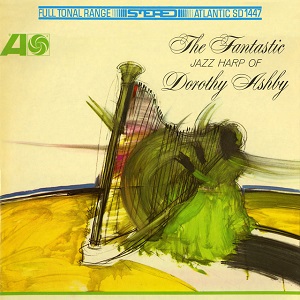 FULL TONAL RANGE STEREO ATLANTIC SD 1447
The Fantastic
JAZZ HARP OF
Dorothy Ashby